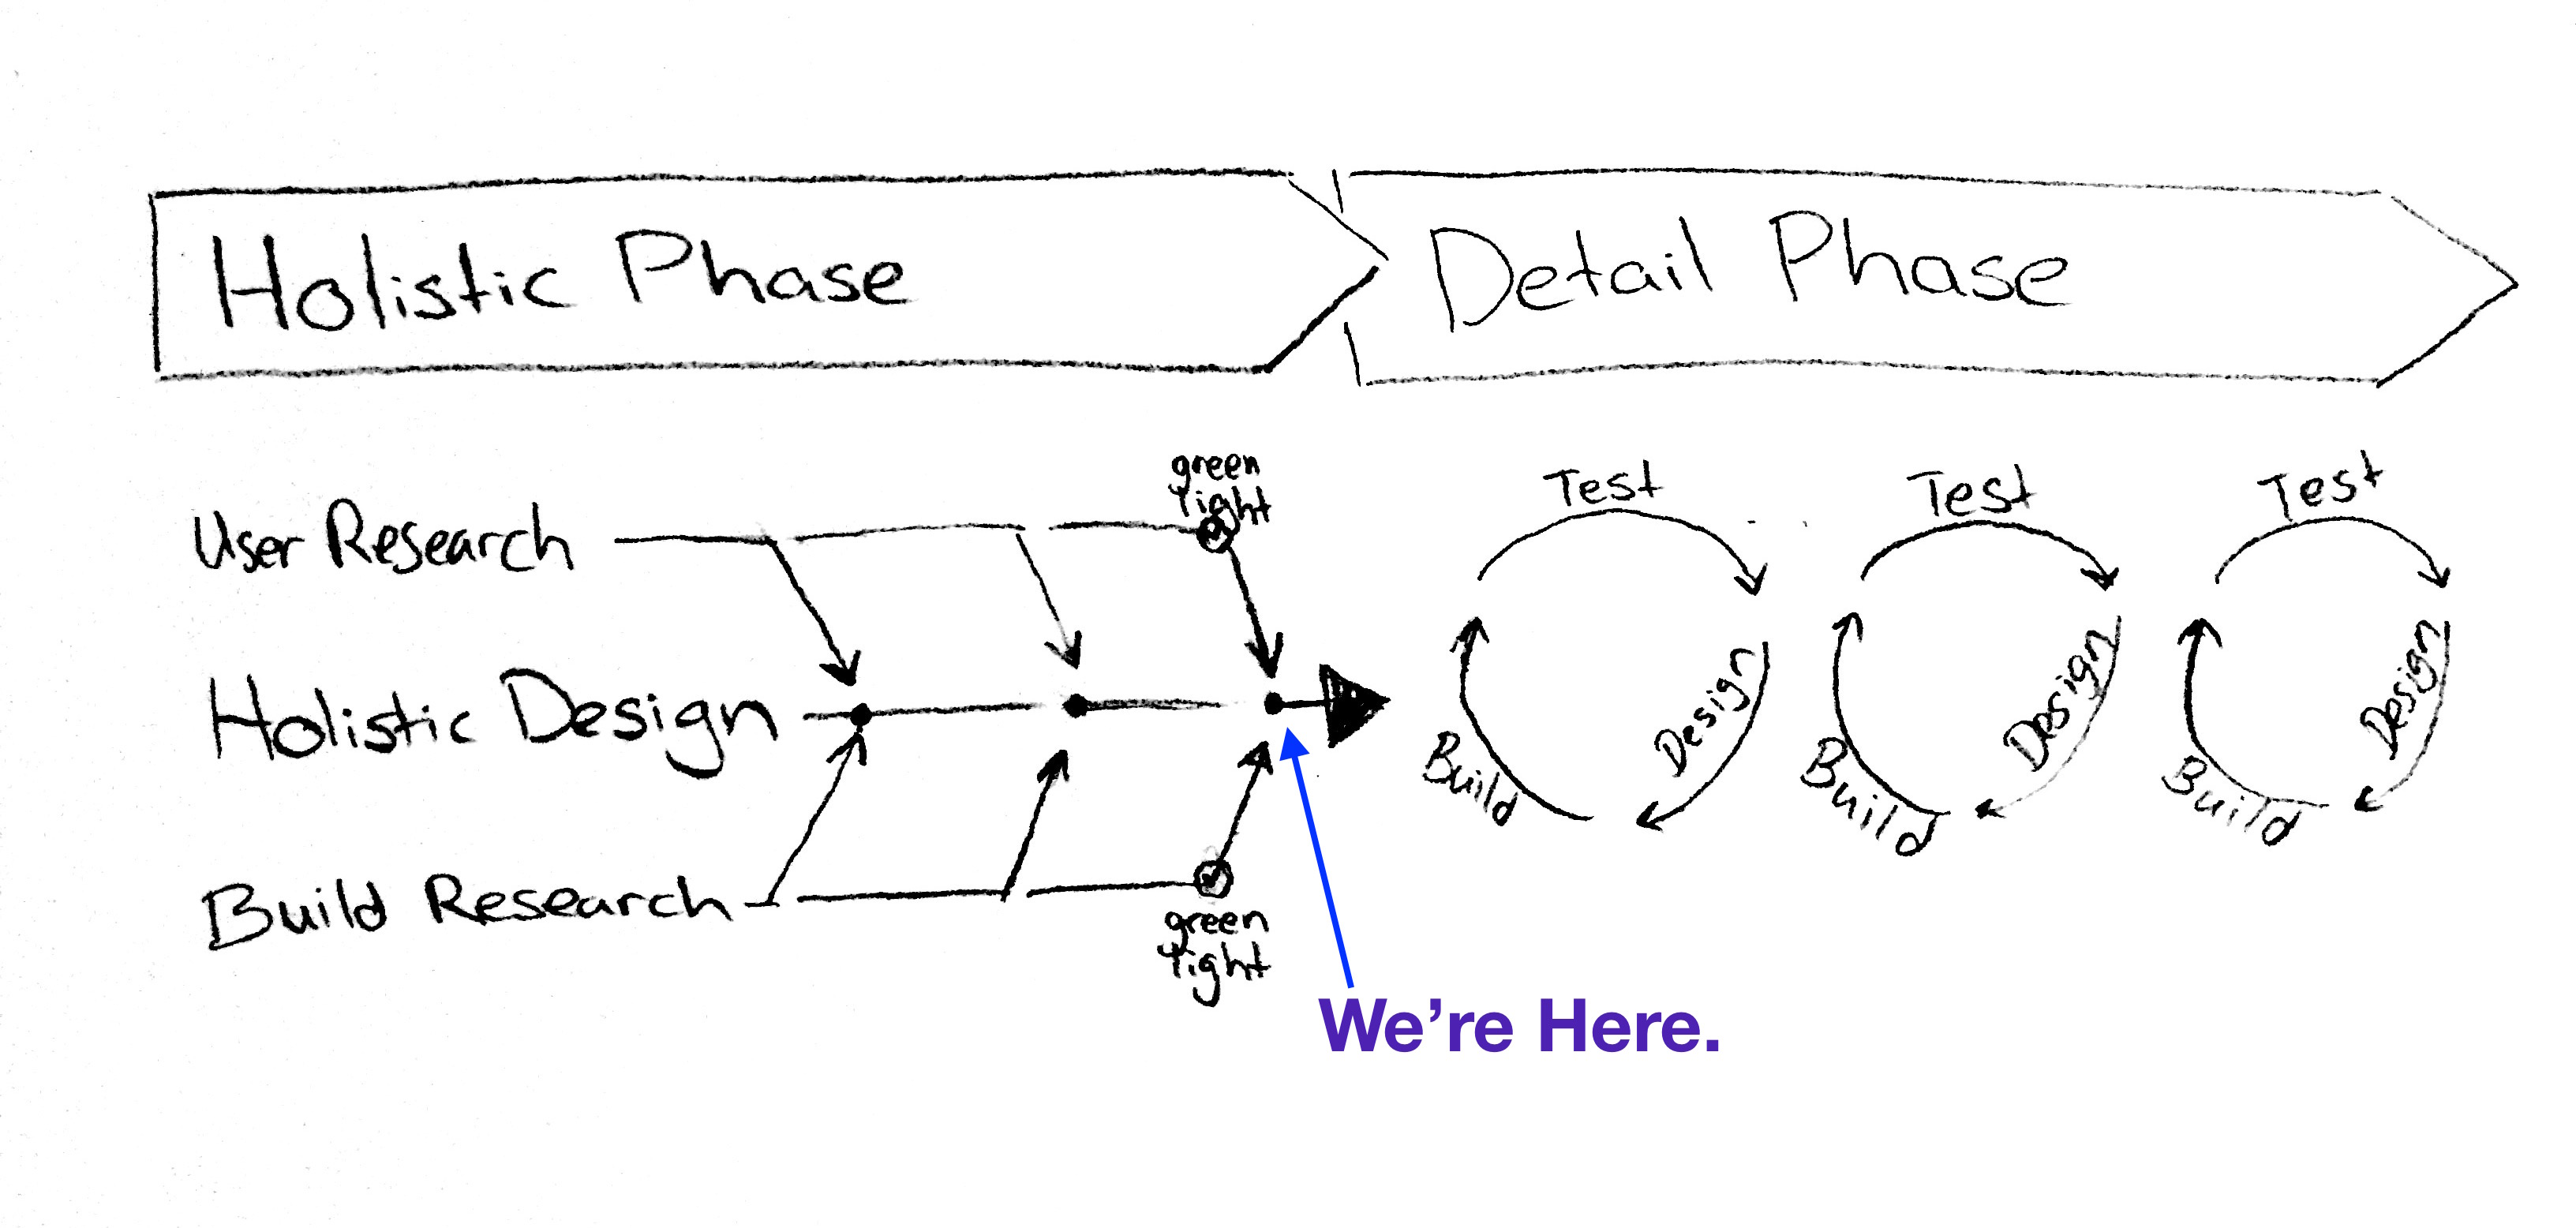 Holistic Phase
Detail Phase
User Research
green
light
Holistic Design
Build Research
green
light
Test
Design
Build
Test
Design
Build
Test
Design
Build
We're Here.